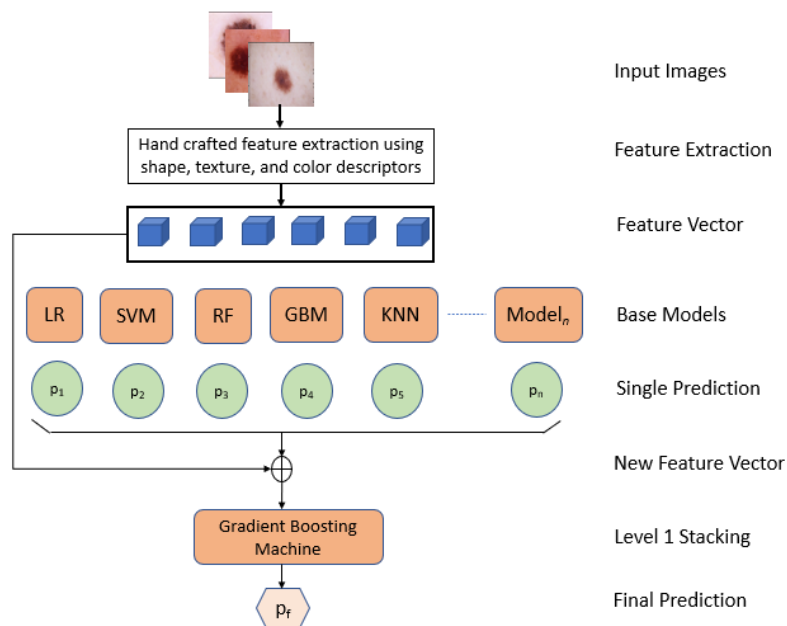 Input Images
Hand crafted feature extraction using
shape, texture, and color descriptors
Feature Extraction
Feature Vector
LR SVM RF GBM KNN Modelₙ Base Models
p₁ p₂ p₃ p₄ p₅ pₙ Single Prediction
New Feature Vector
Gradient Boosting
Machine
Level 1 Stacking
p_f Final Prediction